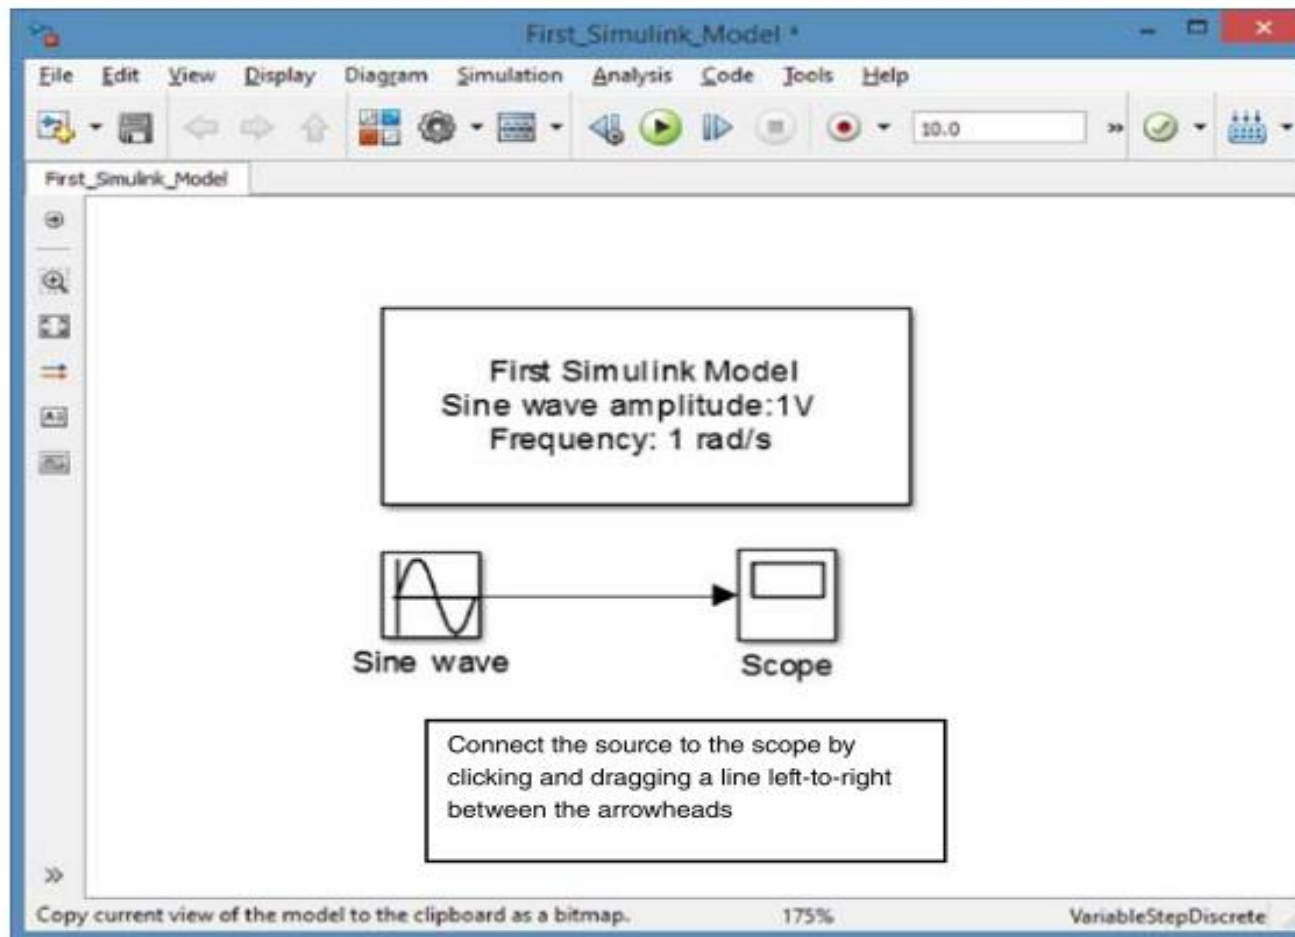 First_Simulink_Model *
File Edit View Display Diagram Simulation Analysis Code Tools Help
10.0
First_Simulink_Model
First Simulink Model
Sine wave amplitude:1V
Frequency: 1 rad/s
Sine wave
Scope
Connect the source to the scope by
clicking and dragging a line left-to-right
between the arrowheads
Copy current view of the model to the clipboard as a bitmap. 175% VariableStepDiscrete